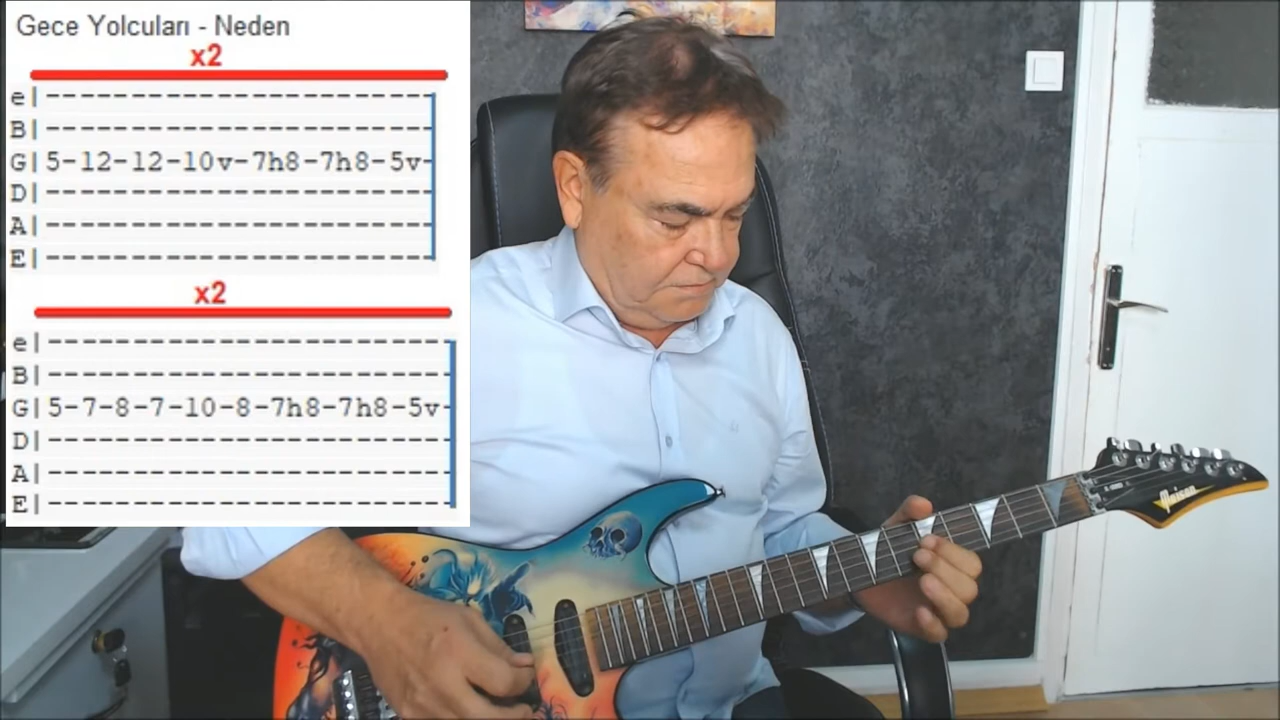 Gece Yolcuları - Neden
x2
e|-----------------------
B|-----------------------
G|5-12-12-10v-7h8-7h8-5v-
D|-----------------------
A|-----------------------
E|-----------------------
x2
e|------------------------
B|------------------------
G|5-7-8-7-10-8-7h8-7h8-5v-
D|------------------------
A|------------------------
E|------------------------
Maison